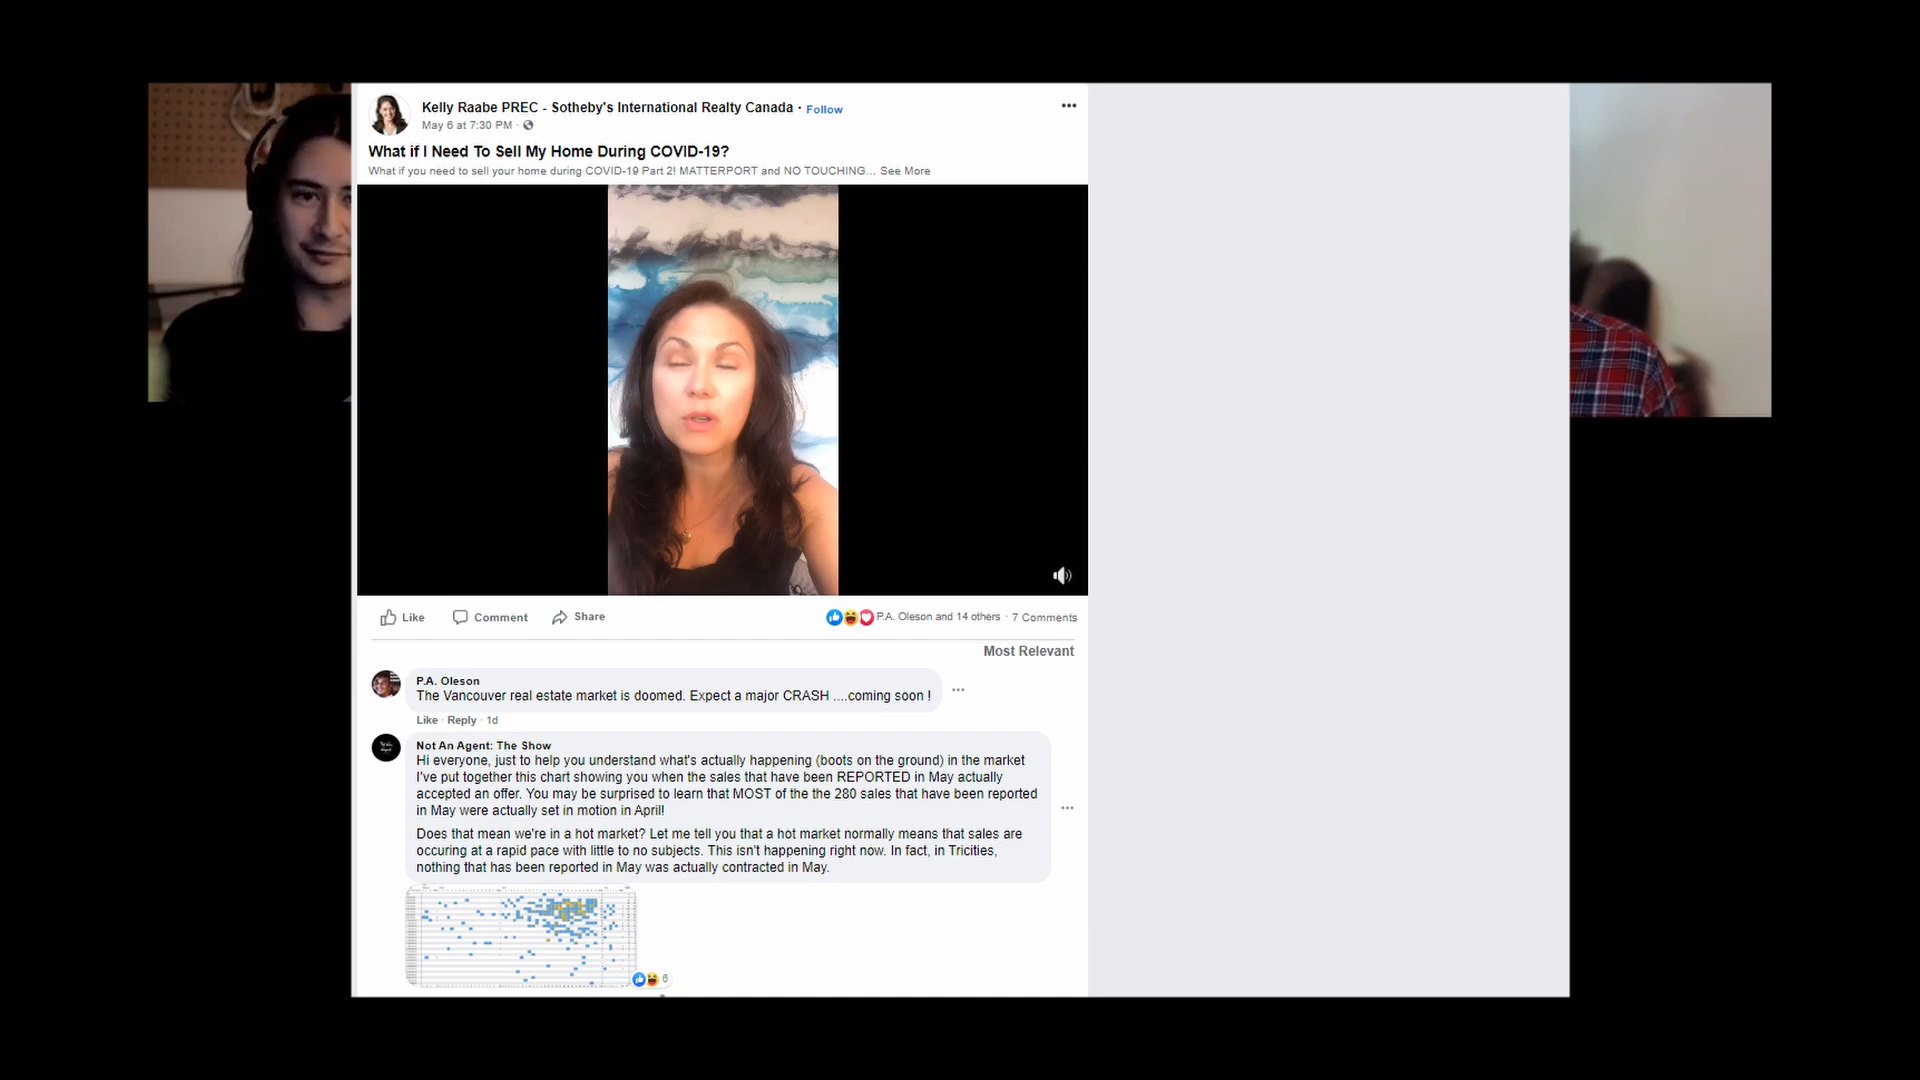 Kelly Raabe PREC - Sotheby's International Realty Canada · Follow
May 6 at 7:30 PM ·
What if I Need To Sell My Home During COVID-19?
What if you need to sell your home during COVID-19 Part 2! MATTERPORT and NO TOUCHING... See More
Like Comment Share P.A. Oleson and 14 others · 7 Comments
Most Relevant
P.A. Oleson
The Vancouver real estate market is doomed. Expect a major CRASH ....coming soon !
Like · Reply · 1d
Not An Agent: The Show
Hi everyone, just to help you understand what's actually happening (boots on the ground) in the market
I've put together this chart showing you when the sales that have been REPORTED in May actually
accepted an offer. You may be surprised to learn that MOST of the the 280 sales that have been reported
in May were actually set in motion in April!
Does that mean we're in a hot market? Let me tell you that a hot market normally means that sales are
occuring at a rapid pace with little to no subjects. This isn't happening right now. In fact, in Tricities,
nothing that has been reported in May was actually contracted in May.
6